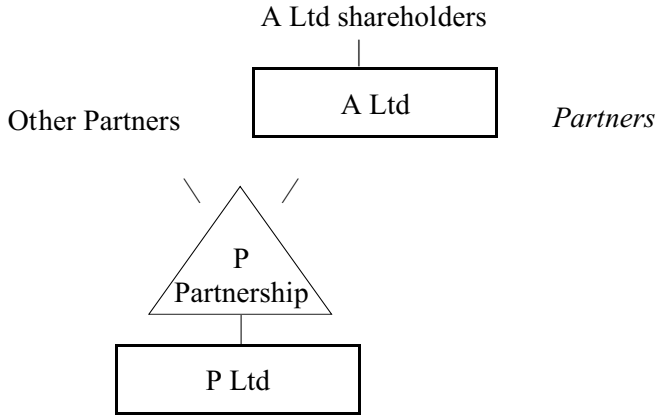 A Ltd shareholders
A Ltd
Other Partners
Partners
P
Partnership
P Ltd